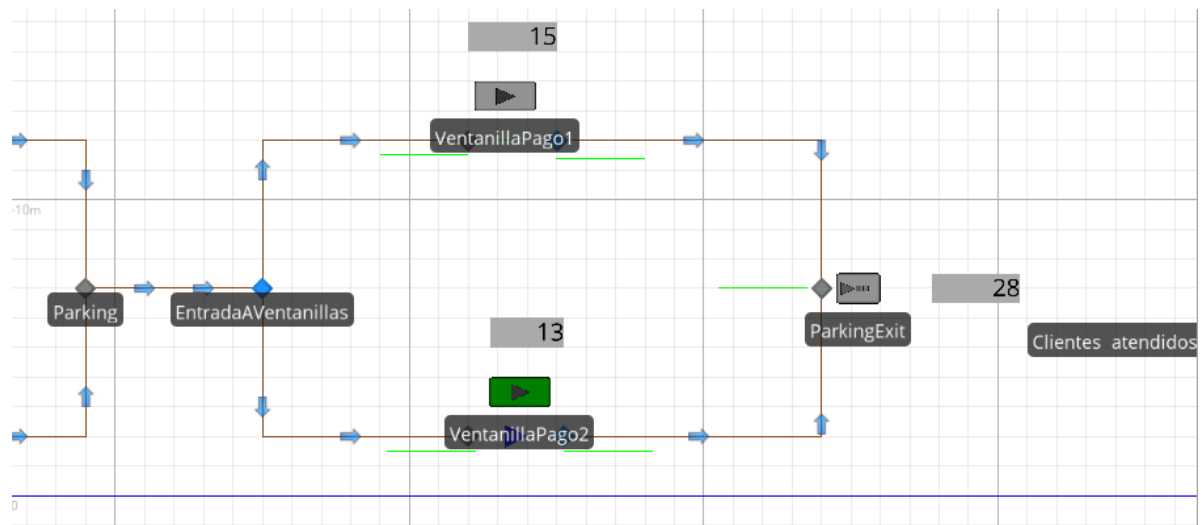 15
VentanillaPago1
-10m
Parking
EntradaAVentanillas
28
ParkingExit
Clientes atendidos
13
VentanillaPago2
0